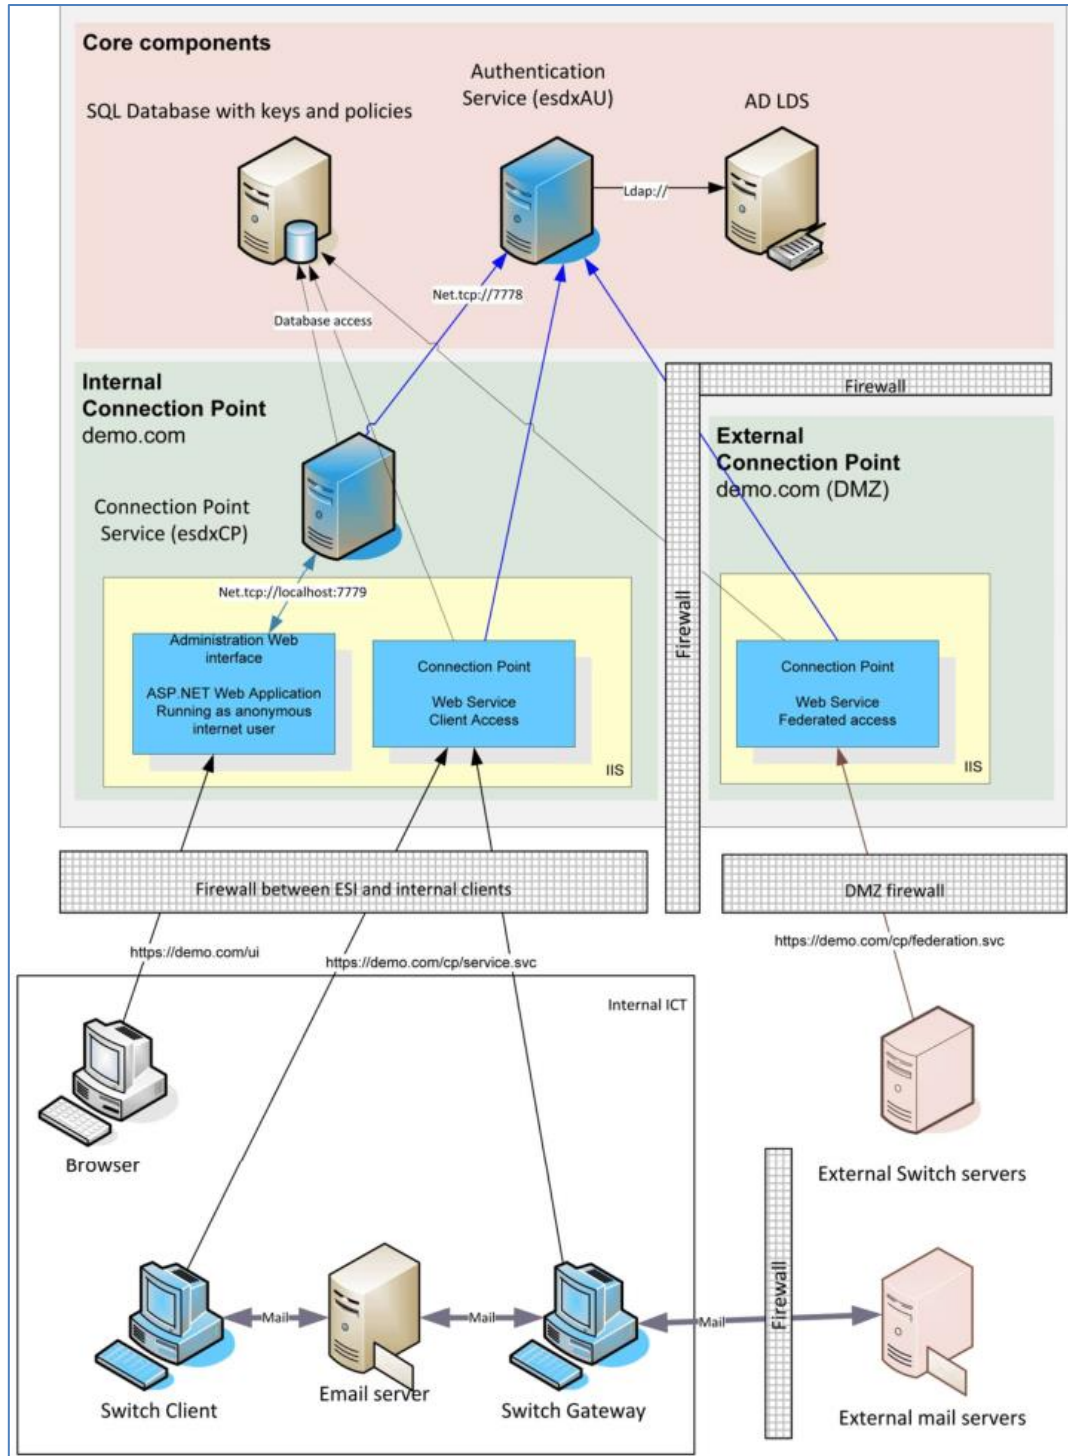 Core components
SQL Database with keys and policies
Authentication
Service (esdxAU)
AD LDS
Ldap://
Net.tcp://7778
Database access
Internal
Connection Point
demo.com
Connection Point
Service (esdxCP)
Net.tcp://localhost:7779
Administration Web
interface
ASP.NET Web Application
Running as anonymous
internet user
Connection Point
Web Service
Client Access
IIS
Firewall
Firewall
External
Connection Point
demo.com (DMZ)
Connection Point
Web Service
Federated access
IIS
Firewall between ESI and internal clients
DMZ firewall
https://demo.com/ui
https://demo.com/cp/service.svc
https://demo.com/cp/federation.svc
Internal ICT
Browser
External Switch servers
Mail
Mail
Mail
Firewall
Switch Client
Email server
Switch Gateway
External mail servers